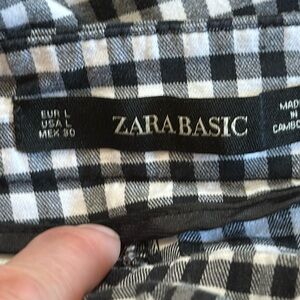 EUR L
USA L
MEX 30
ZARA BASIC
MADE
IN
CAMBO